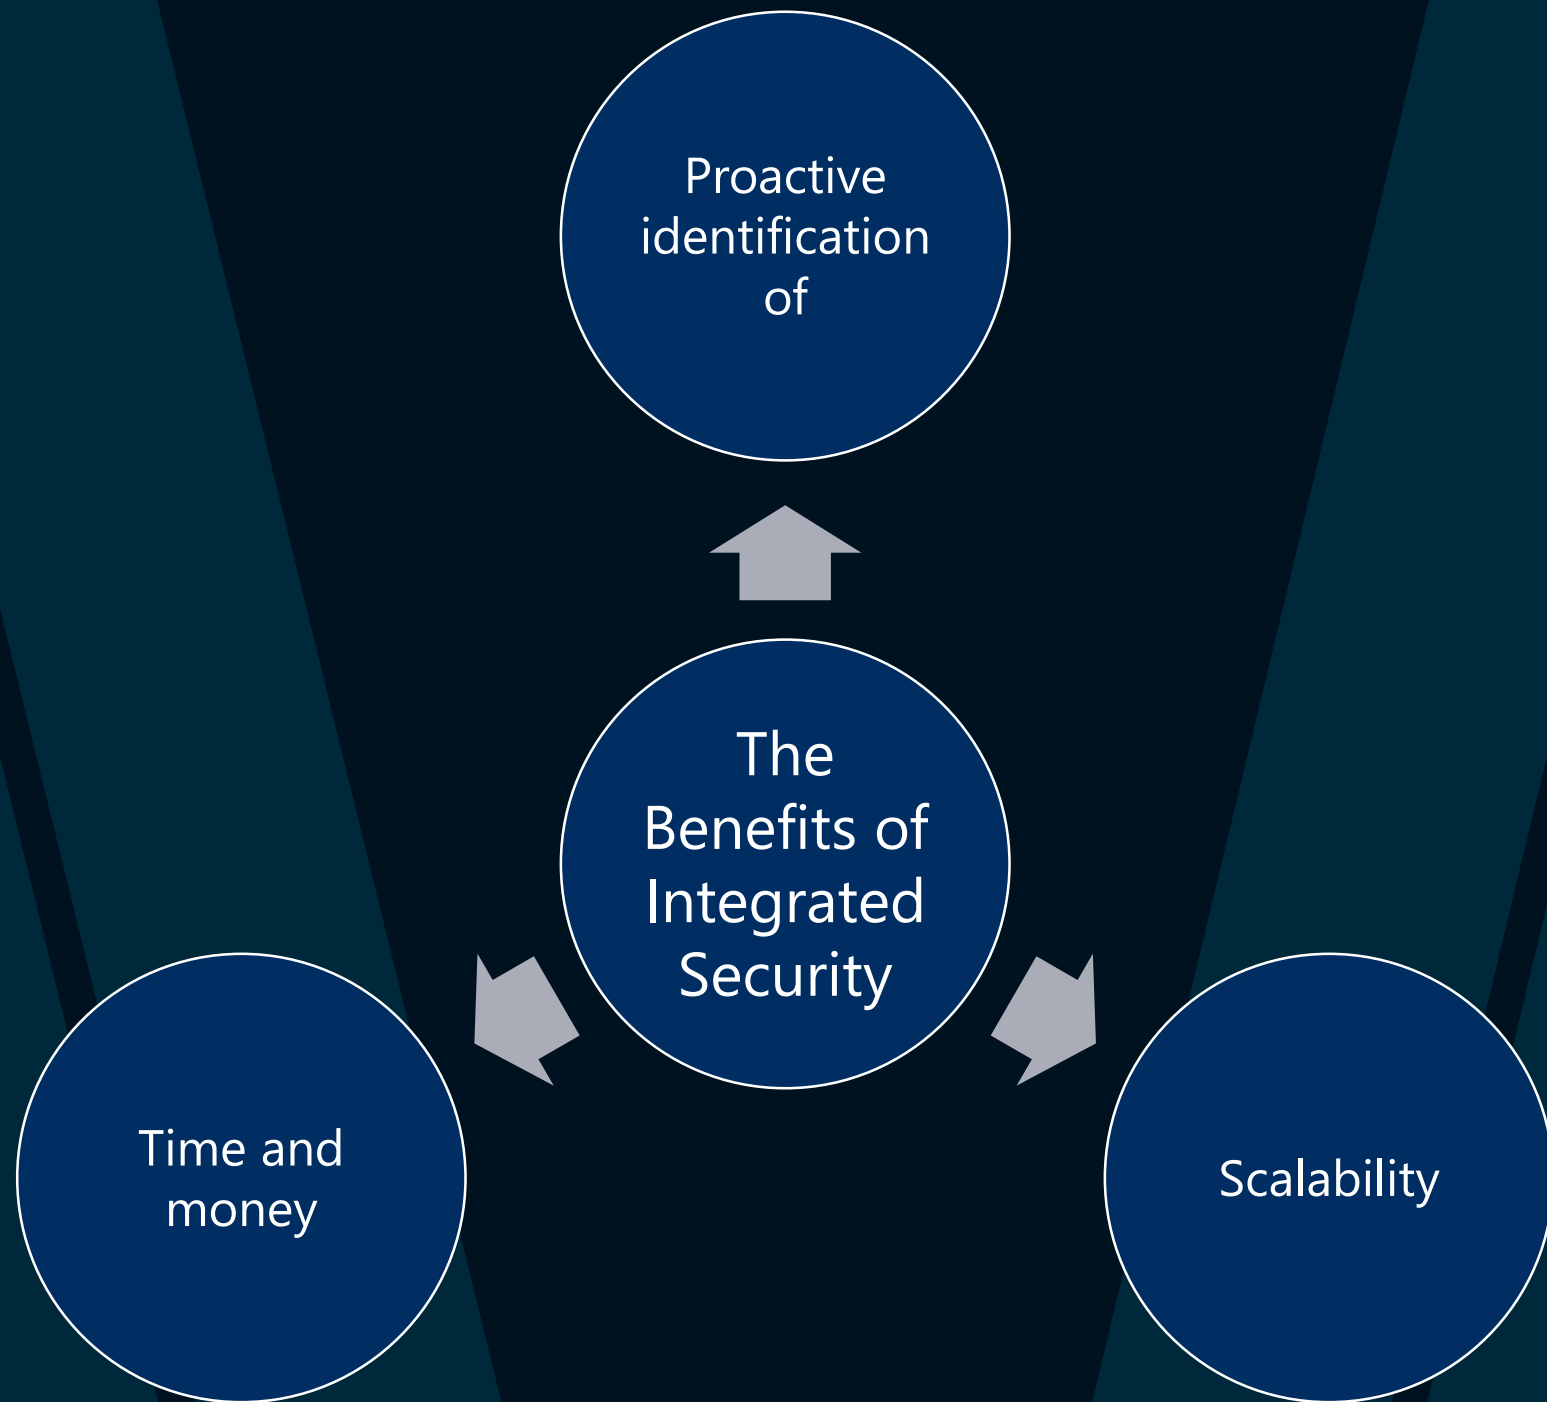 Proactive
identification
of
The
Benefits of
Integrated
Security
Time and
money
Scalability